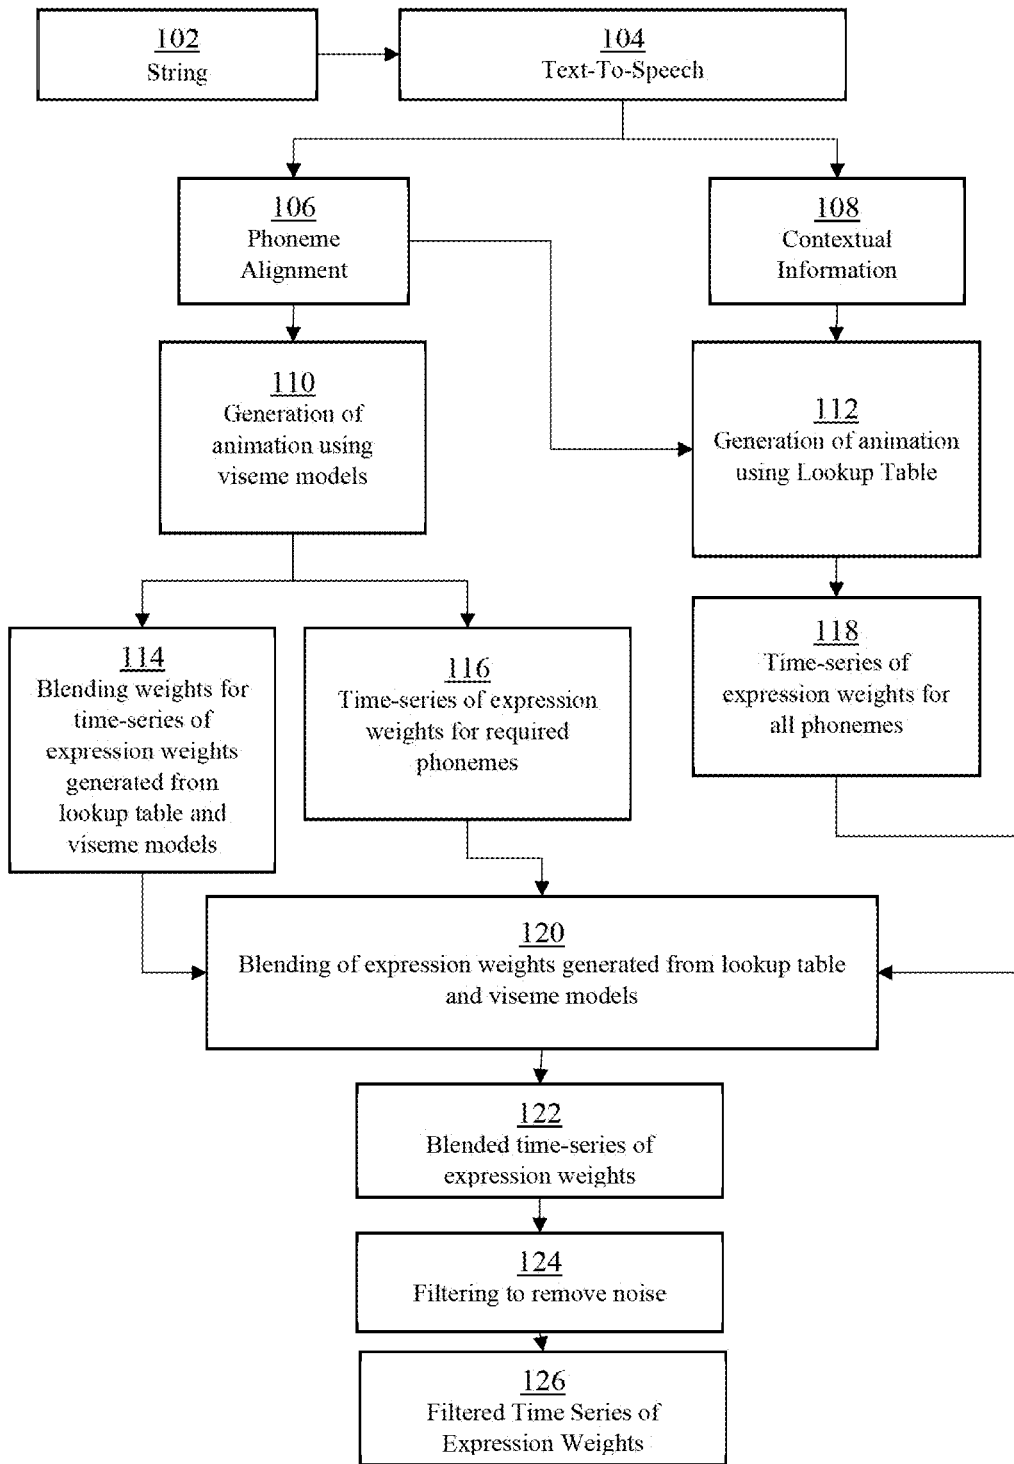 102
String
104
Text-To-Speech
106
Phoneme
Alignment
108
Contextual
Information
110
Generation of
animation using
viseme models
112
Generation of animation
using Lookup Table
114
Blending weights for
time-series of
expression weights
generated from
lookup table and
viseme models
116
Time-series of expression
weights for required
phonemes
118
Time-series of
expression weights for
all phonemes
120
Blending of expression weights generated from lookup table
and viseme models
122
Blended time-series of
expression weights
124
Filtering to remove noise
126
Filtered Time Series of
Expression Weights